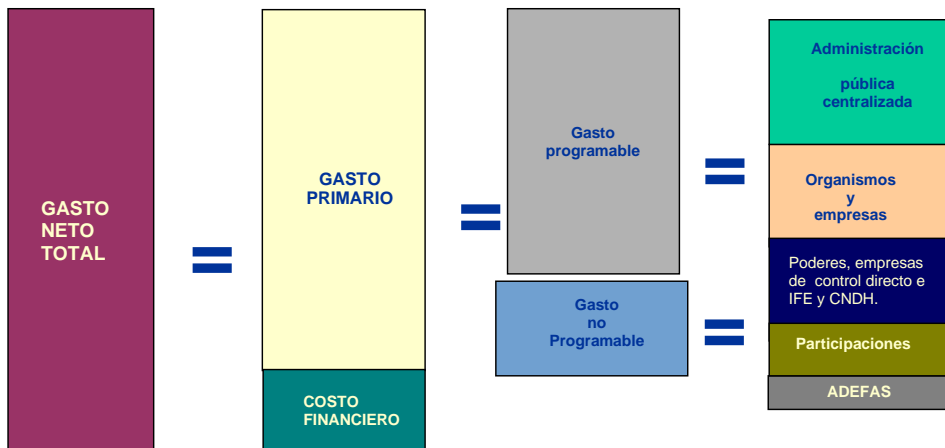 GASTO
NETO
TOTAL
=
GASTO
PRIMARIO
COSTO
FINANCIERO
=
Gasto
programable
Gasto
no
Programable
=
=
Administración
pública
centralizada
Organismos
y
empresas
Poderes, empresas
de control directo e
IFE y CNDH.
Participaciones
ADEFAS